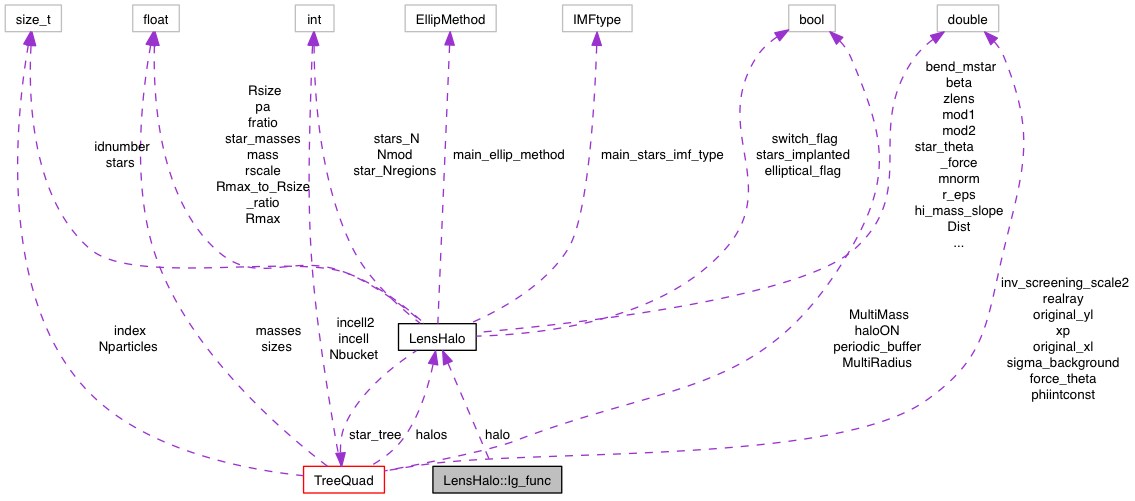 size_t
float
int
EllipMethod
IMFtype
bool
double
idnumber
stars
Rsize
pa
fratio
star_masses
mass
rscale
Rmax_to_Rsize
_ratio
Rmax
stars_N
Nmod
star_Nregions
main_ellip_method
main_stars_imf_type
switch_flag
stars_implanted
elliptical_flag
bend_mstar
beta
zlens
mod1
mod2
star_theta
_force
mnorm
r_eps
hi_mass_slope
Dist
...
index
Nparticles
masses
sizes
incell2
incell
Nbucket
LensHalo
MultiMass
haloON
periodic_buffer
MultiRadius
inv_screening_scale2
realray
original_yl
xp
original_xl
sigma_background
force_theta
phiintconst
star_tree
halos
halo
TreeQuad
LensHalo::lg_func